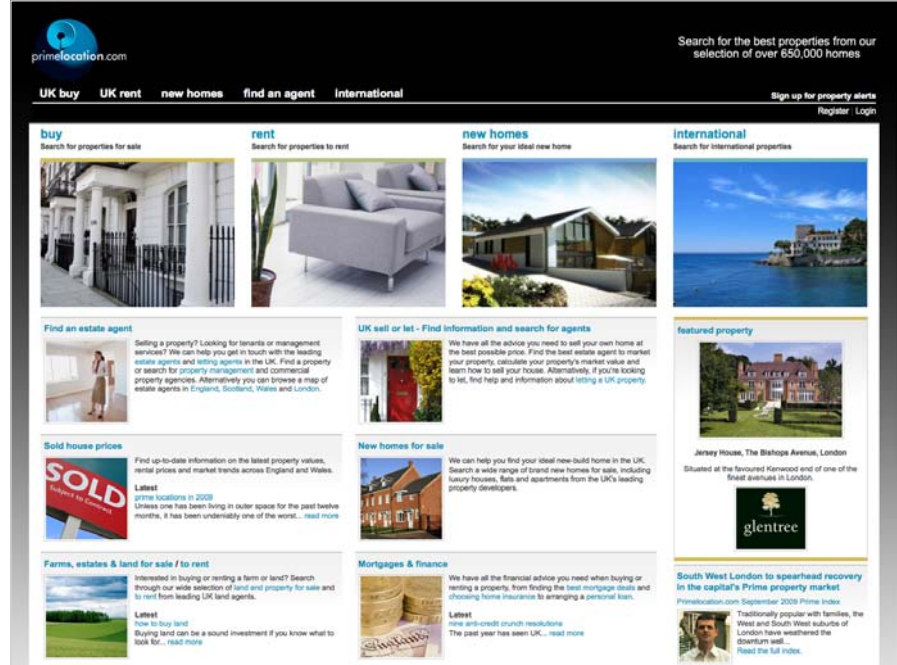 primelocation.com
Search for the best properties from our
selection of over 650,000 homes
UK buy UK rent new homes find an agent international
Sign up for property alerts
Register | Login
buy
Search for properties for sale
rent
Search for properties to rent
new homes
Search for your ideal new home
international
Search for international properties
Find an estate agent
Selling a property? Looking for tenants or management
services? We can help you get in touch with the leading
estate agents and letting agents in the UK. Find a property
or search for property management and commercial
property agencies. Alternatively you can browse a map of
estate agents in England, Scotland, Wales and London.
UK sell or let - Find information and search for agents
We have all the advice you need to sell your own home at
the best possible price. Find the best estate agent to market
your property, calculate your property's market value and
learn how to sell your house. Alternatively, if you're looking
to let, find help and information about letting a UK property.
featured property
Jersey House, The Bishops Avenue, London
Situated at the favoured Kenwood end of one of the
finest avenues in London.
glentree
Sold house prices
SOLD
Subject to Contract
Find up-to-date information on the latest property values,
rental prices and market trends across England and Wales.
Latest
prime locations in 2009
Unless one has been living in outer space for the past twelve
months, it has been undeniably one of the worst... read more
New homes for sale
We can help you find your ideal new-build home in the UK.
Search a wide range of brand new homes for sale, including
luxury houses, flats and apartments from the UK's leading
property developers.
Farms, estates & land for sale / to rent
Interested in buying or renting a farm or land? Search
through our wide selection of land and property for sale and
to rent from leading UK land agents.
Latest
how to buy land
Buying land can be a sound investment if you know what to
look for... read more
Mortgages & finance
We have all the financial advice you need when buying or
renting a property, from finding the best mortgage deals and
choosing home insurance to arranging a personal loan.
Latest
nine anti-credit crunch resolutions
The past year has seen UK... read more
South West London to spearhead recovery
in the capital's Prime property market
Primelocation.com September 2009 Prime Index
Traditionally popular with families, the
West and South West suburbs of
London have weathered the
downturn well...
Read the full index.